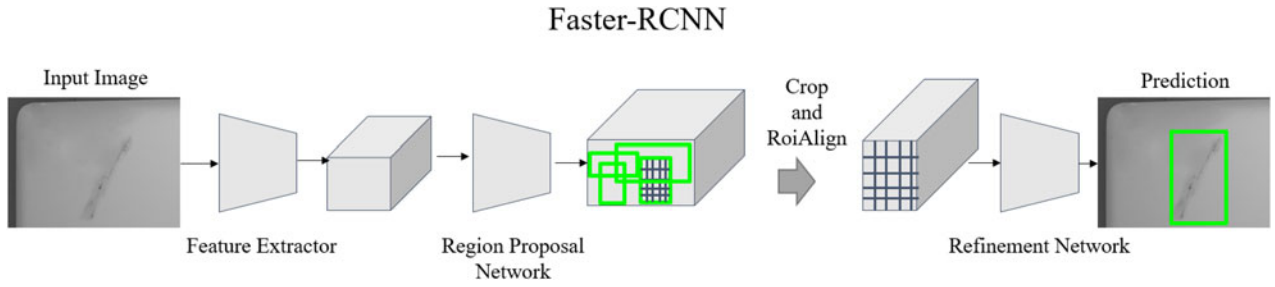 Faster-RCNN
Input Image
Feature Extractor
Region Proposal
Network
Crop
and
RoiAlign
Refinement Network
Prediction